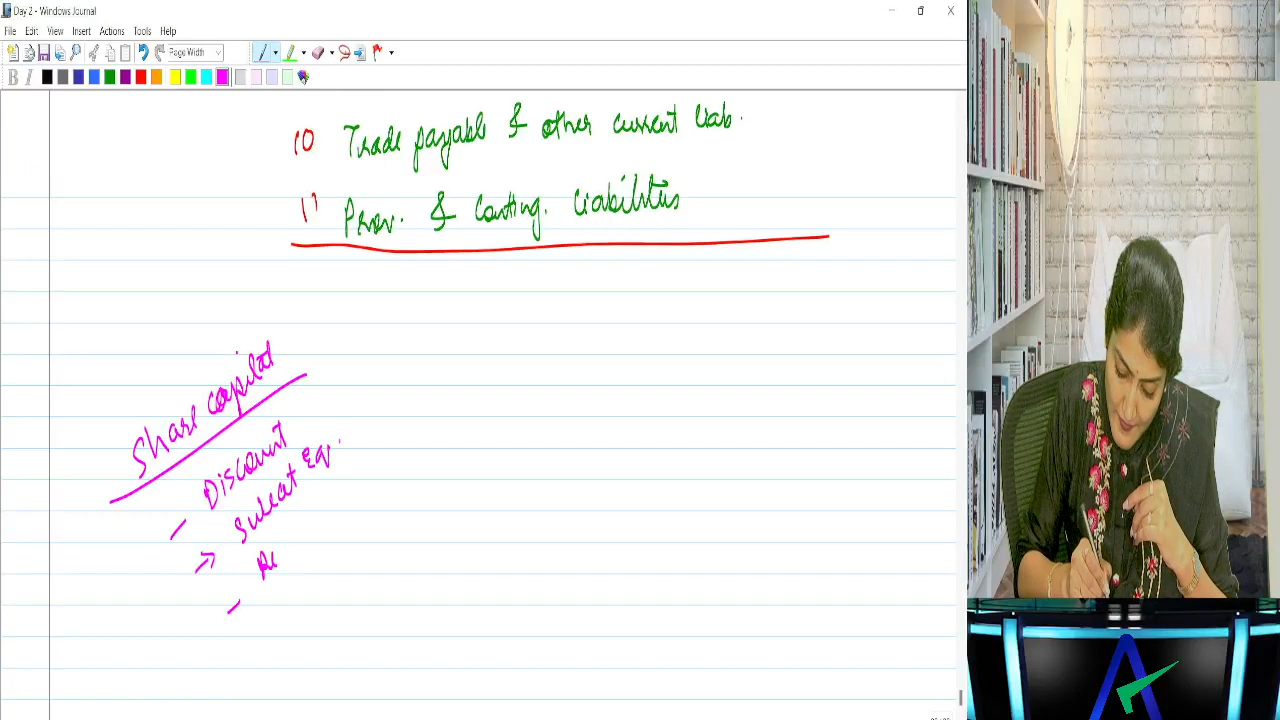 Day 2 - Windows Journal
File Edit View Insert Actions Tools Help
Page Width
B I
10 Trade payable & other current liab.
11 Prov. & Conting. liabilities
Share capital
- Discount
Sweat Eq.